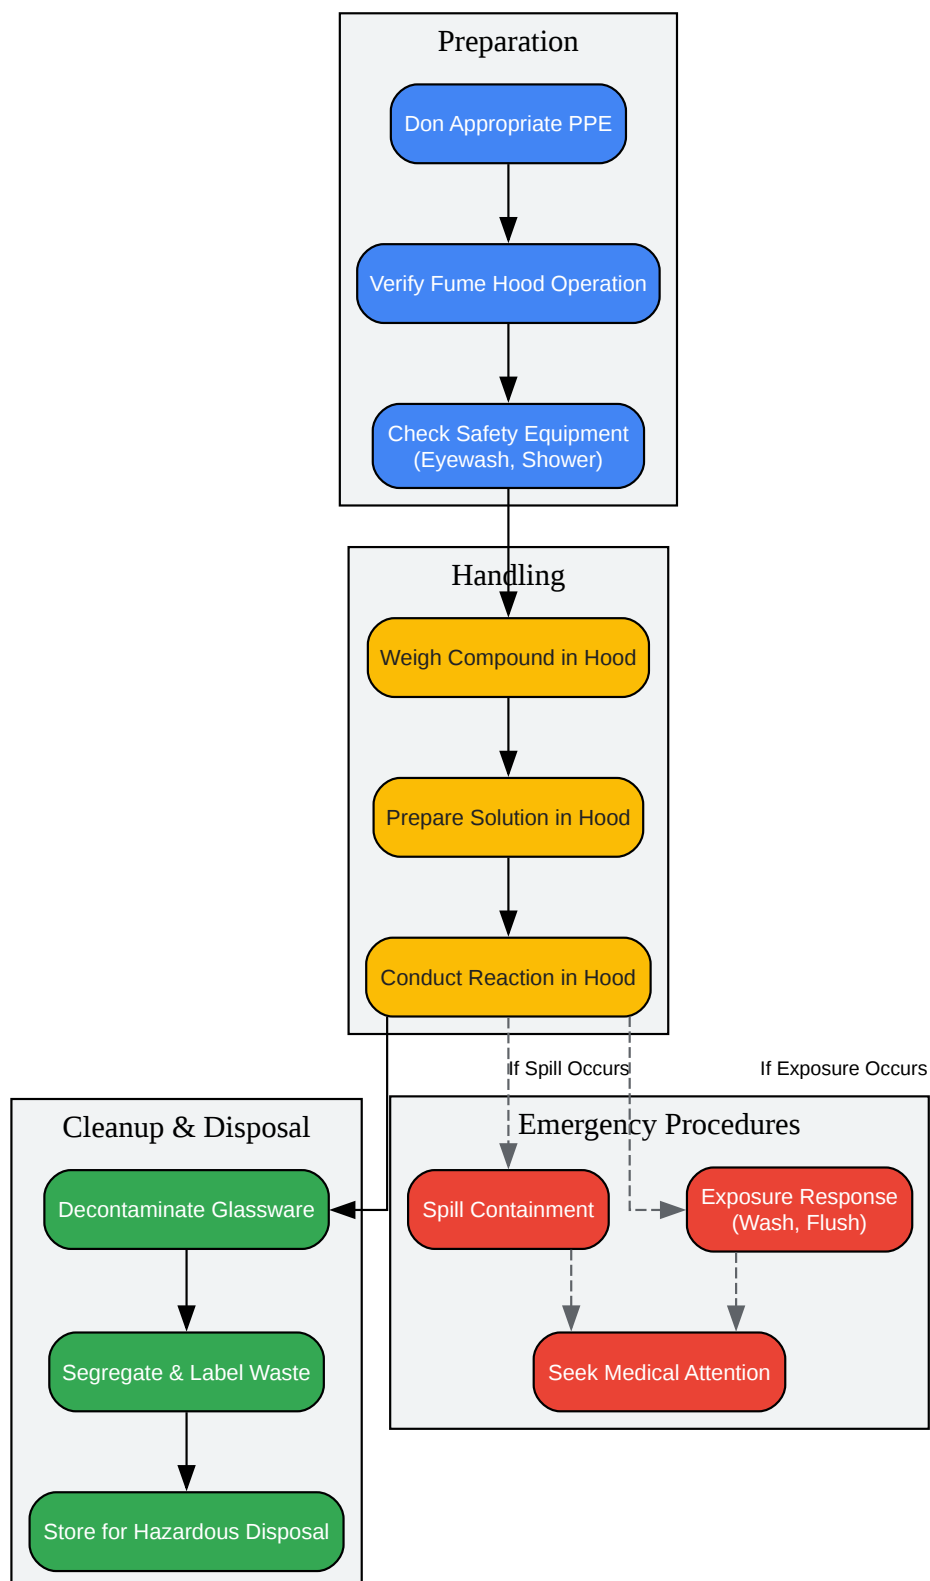 Preparation
Don Appropriate PPE
Verify Fume Hood Operation
Check Safety Equipment
(Eyewash, Shower)
Handling
Weigh Compound in Hood
Prepare Solution in Hood
Conduct Reaction in Hood
If Spill Occurs
If Exposure Occurs
Cleanup & Disposal
Decontaminate Glassware
Segregate & Label Waste
Store for Hazardous Disposal
Emergency Procedures
Spill Containment
Exposure Response
(Wash, Flush)
Seek Medical Attention